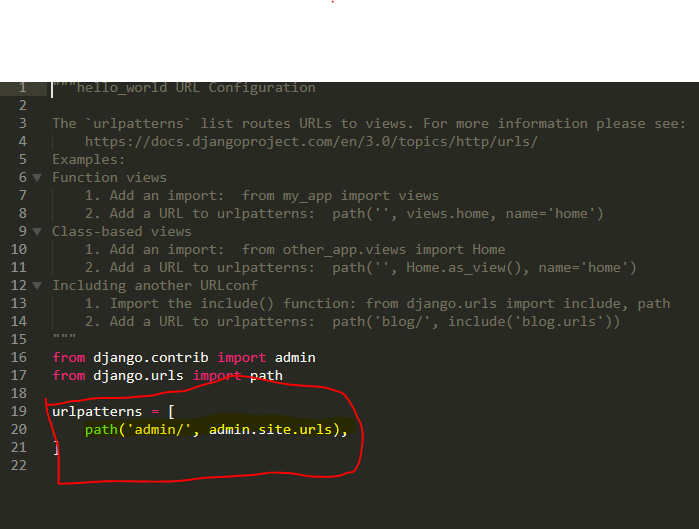 1 """hello_world URL Configuration
2
3 The `urlpatterns` list routes URLs to views. For more information please see:
4 https://docs.djangoproject.com/en/3.0/topics/http/urls/
5 Examples:
6 Function views
7 1. Add an import:  from my_app import views
8 2. Add a URL to urlpatterns:  path('', views.home, name='home')
9 Class-based views
10 1. Add an import:  from other_app.views import Home
11 2. Add a URL to urlpatterns:  path('', Home.as_view(), name='home')
12 Including another URLconf
13 1. Import the include() function: from django.urls import include, path
14 2. Add a URL to urlpatterns:  path('blog/', include('blog.urls'))
15 """
16 from django.contrib import admin
17 from django.urls import path
18
19 urlpatterns = [
20 path('admin/', admin.site.urls),
21 ]
22